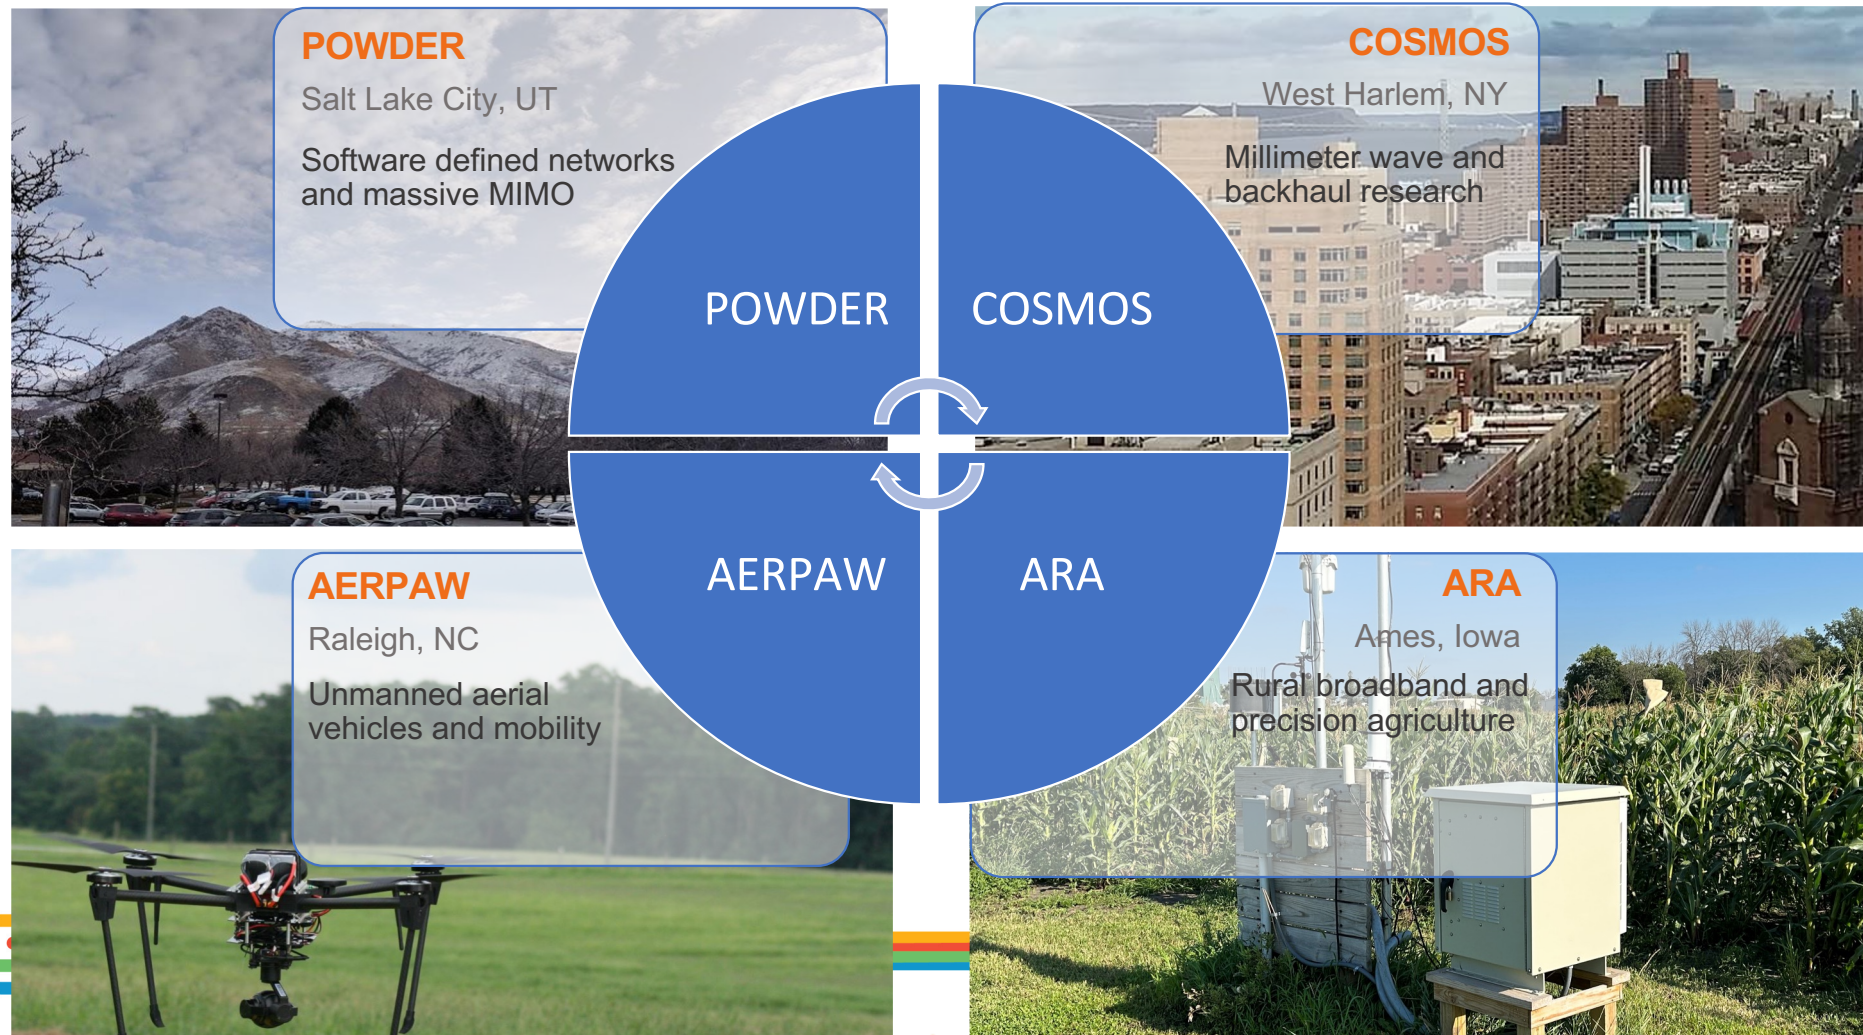 POWDER
Salt Lake City, UT
Software defined networks
and massive MIMO
COSMOS
West Harlem, NY
Millimeter wave and
backhaul research
POWDER
COSMOS
AERPAW
ARA
AERPAW
Raleigh, NC
Unmanned aerial
vehicles and mobility
ARA
Ames, Iowa
Rural broadband and
precision agriculture